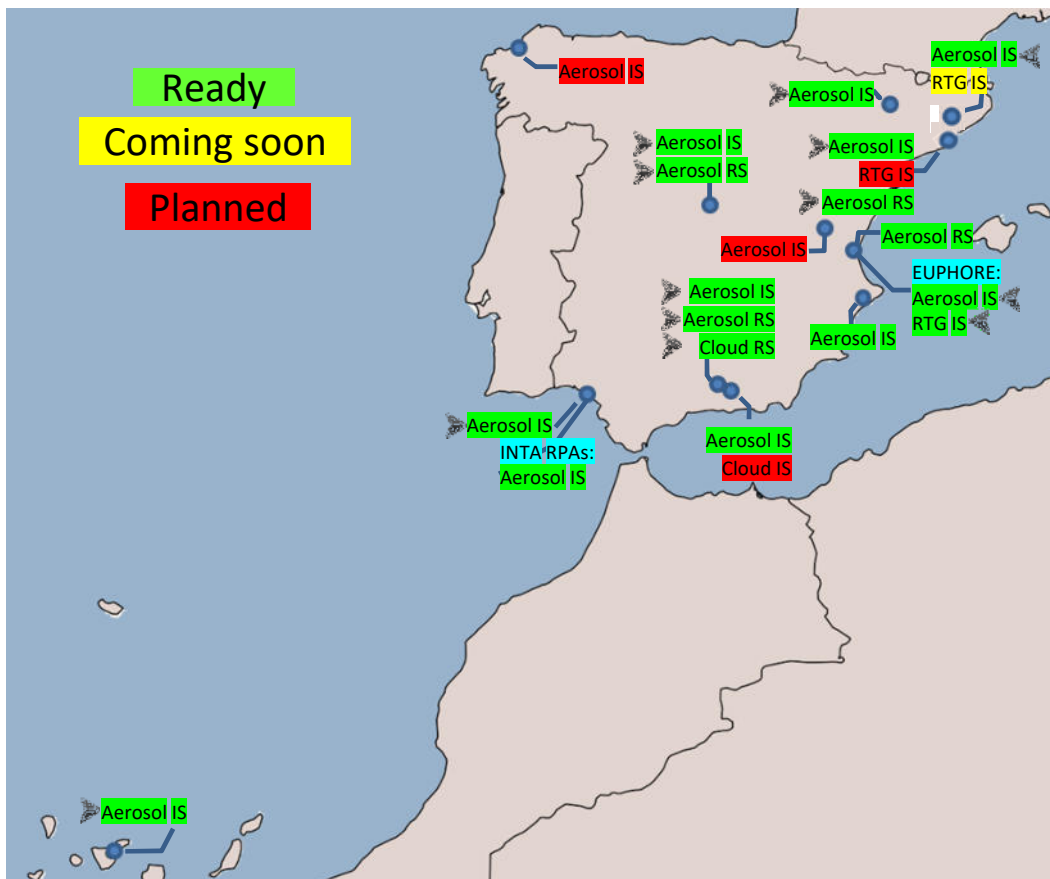 Ready
Coming soon
Planned
Aerosol IS
Aerosol IS
RTG IS
Aerosol IS
Aerosol IS
Aerosol RS
Aerosol IS
RTG IS
Aerosol RS
Aerosol IS
Aerosol RS
EUPHORE:
Aerosol IS
RTG IS
Aerosol IS
Aerosol IS
Aerosol RS
Cloud RS
Aerosol IS
Cloud IS
Aerosol IS
INTA RPAs:
Aerosol IS
Aerosol IS